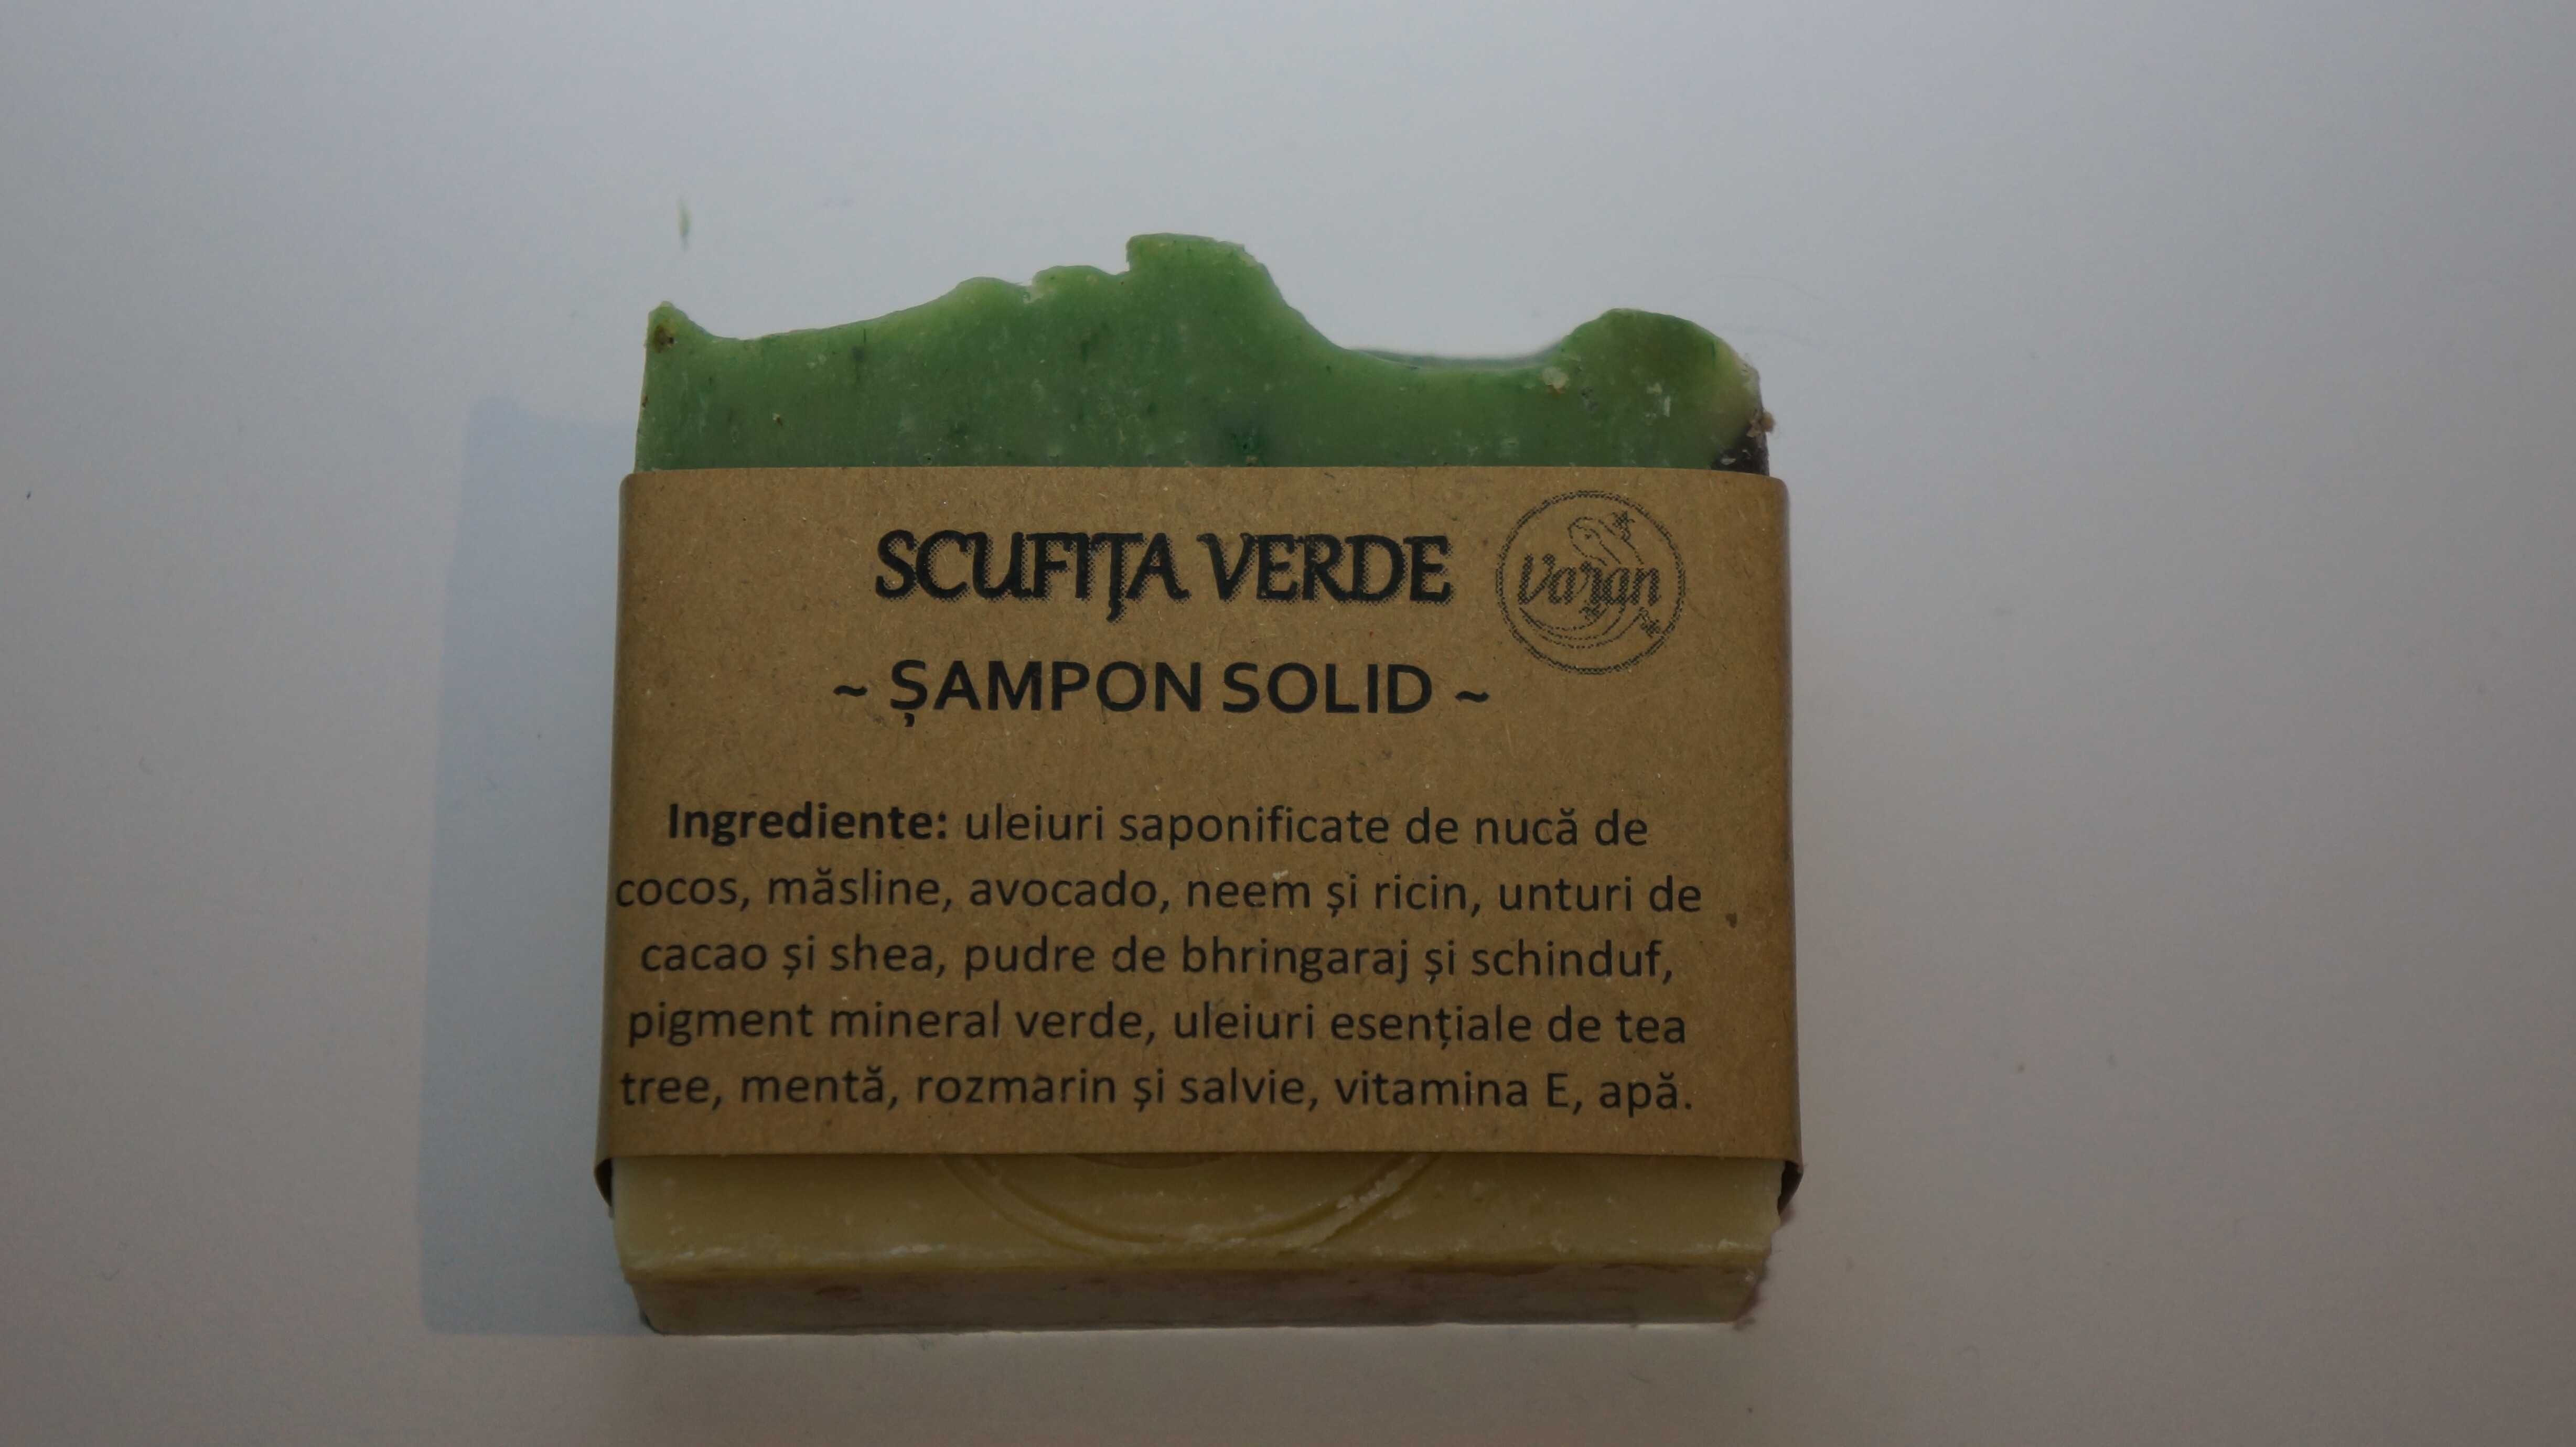 SCUFIȚA VERDE
Varan
~ ȘAMPON SOLID ~
Ingrediente: uleiuri saponificate de nucă de
cocos, măsline, avocado, neem și ricin, unturi de
cacao și shea, pudre de bhringaraj și schinduf,
pigment mineral verde, uleiuri esențiale de tea
tree, mentă, rozmarin și salvie, vitamina E, apă.